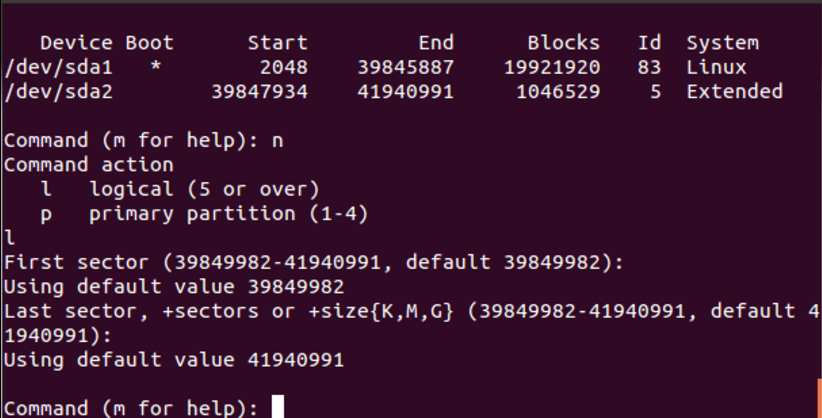 Device Boot Start End Blocks Id System
/dev/sda1 * 2048 39845887 19921920 83 Linux
/dev/sda2 39847934 41940991 1046529 5 Extended
Command (m for help): n
Command action
l logical (5 or over)
p primary partition (1-4)
l
First sector (39849982-41940991, default 39849982):
Using default value 39849982
Last sector, +sectors or +size{K,M,G} (39849982-41940991, default 4
1940991):
Using default value 41940991
Command (m for help):